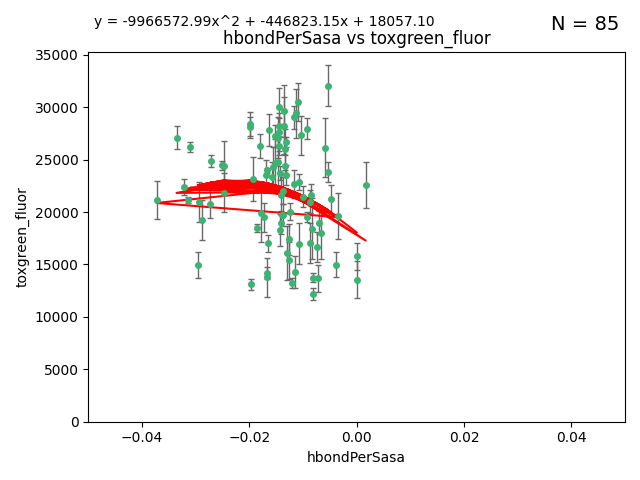 y = -9966572.99x^2 + -446823.15x + 18057.10
N = 85
hbondPerSasa vs toxgreen_fluor
35000
30000
25000
20000
15000
10000
5000
0
toxgreen_fluor
−0.04
−0.02
0.00
0.02
0.04
hbondPerSasa